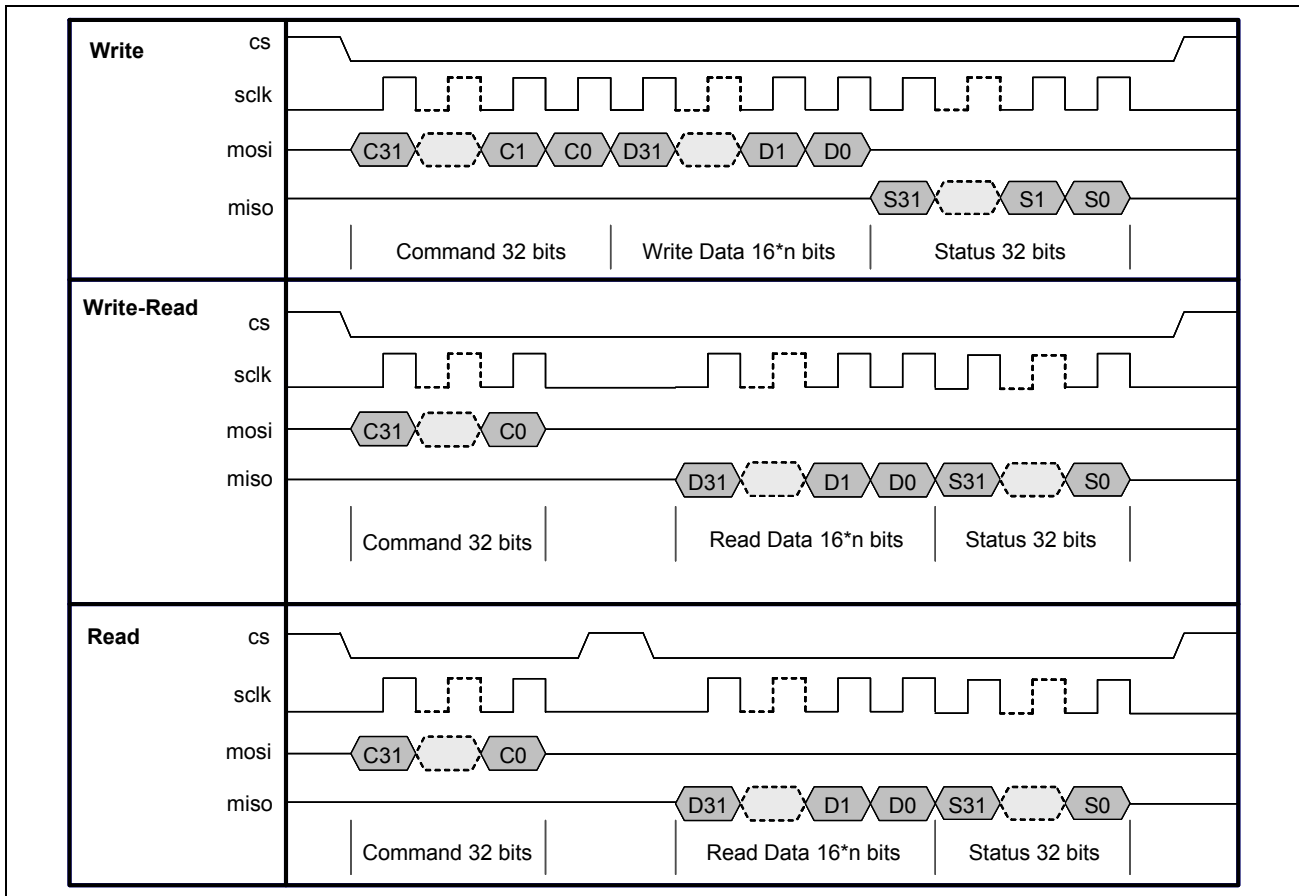 Write
cs
sclk
mosi
C31 C1 C0 D31 D1 D0
miso
S31 S1 S0
Command 32 bits Write Data 16*n bits Status 32 bits
Write-Read
cs
sclk
mosi
C31 C0
miso
D31 D1 D0 S31 S0
Command 32 bits Read Data 16*n bits Status 32 bits
Read
cs
sclk
mosi
C31 C0
miso
D31 D1 D0 S31 S0
Command 32 bits Read Data 16*n bits Status 32 bits